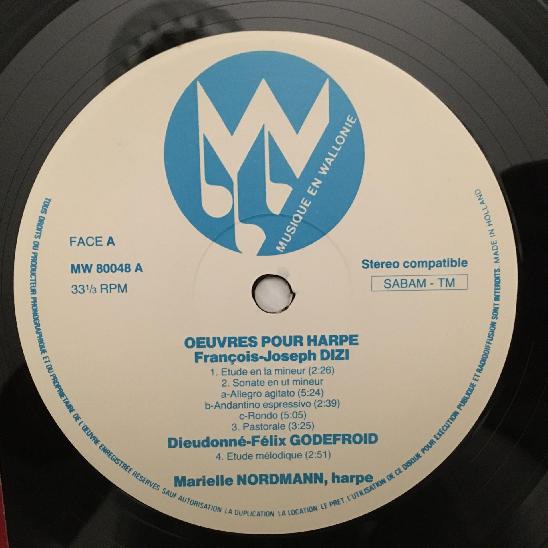 MUSIQUE EN WALLONIE
FACE A
MW 80048 A
33 1/3 RPM
Stereo compatible
SABAM - TM
OEUVRES POUR HARPE
François-Joseph DIZI
1. Etude en la mineur (2:26)
2. Sonate en ut mineur
a-Allegro agitato (5:24)
b-Andantino espressivo (2:39)
c-Rondo (5:05)
3. Pastorale (3:25)
Dieudonné-Félix GODEFROID
4. Etude mélodique (2:51)
Marielle NORDMANN, harpe
TOUS DROITS DU PRODUCTEUR PHONOGRAPHIQUE ET DU PROPRIETAIRE DE L'OEUVRE ENREGISTREE RESERVES SAUF AUTORISATION LA DUPLICATION LA LOCATION LE PRET L'UTILISATION DE CE DISQUE POUR EXECUTION PUBLIQUE ET RADIODIFFUSION SONT INTERDITS. MADE IN HOLLAND